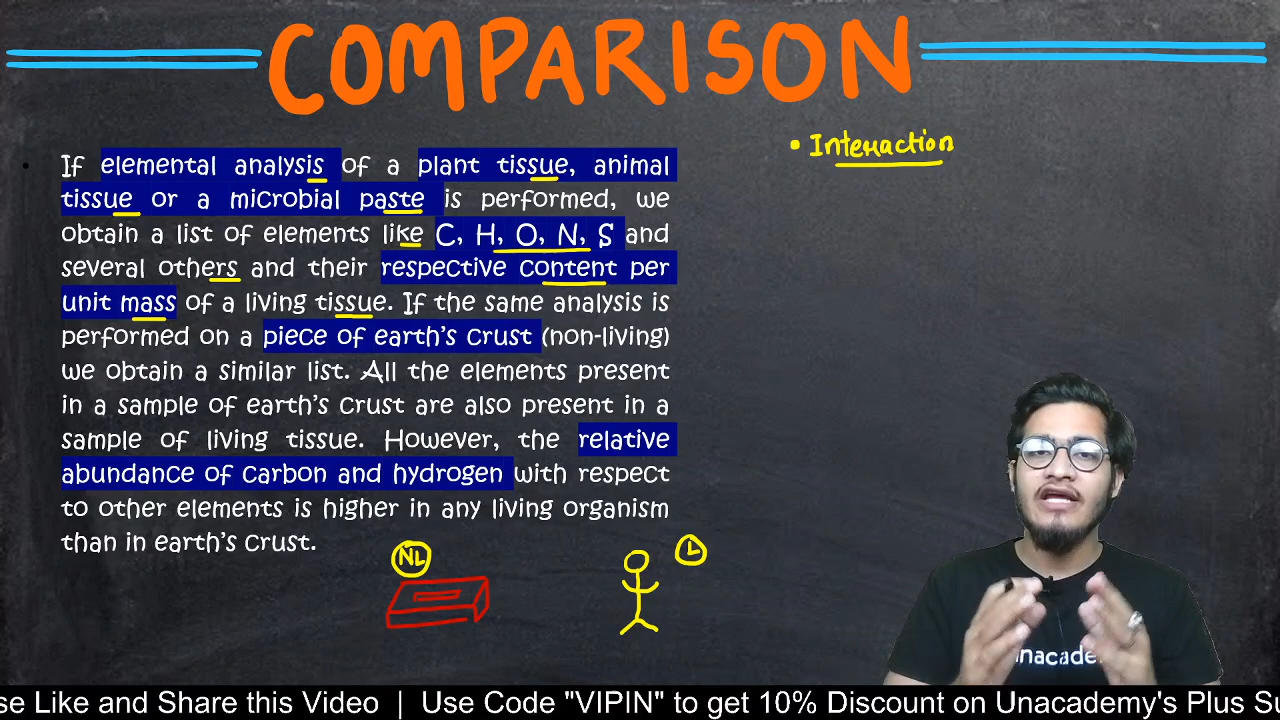 COMPARISON
• Interaction
If elemental analysis of a plant tissue, animal
tissue or a microbial paste is performed, we
obtain a list of elements like C, H, O, N, S and
several others and their respective content per
unit mass of a living tissue. If the same analysis is
performed on a piece of earth's crust (non-living)
we obtain a similar list. All the elements present
in a sample of earth's crust are also present in a
sample of living tissue. However, the relative
abundance of carbon and hydrogen with respect
to other elements is higher in any living organism
than in earth's crust.
NL
L
unacade
se Like and Share this Video | Use Code "VIPIN" to get 10% Discount on Unacademy's Plus Su